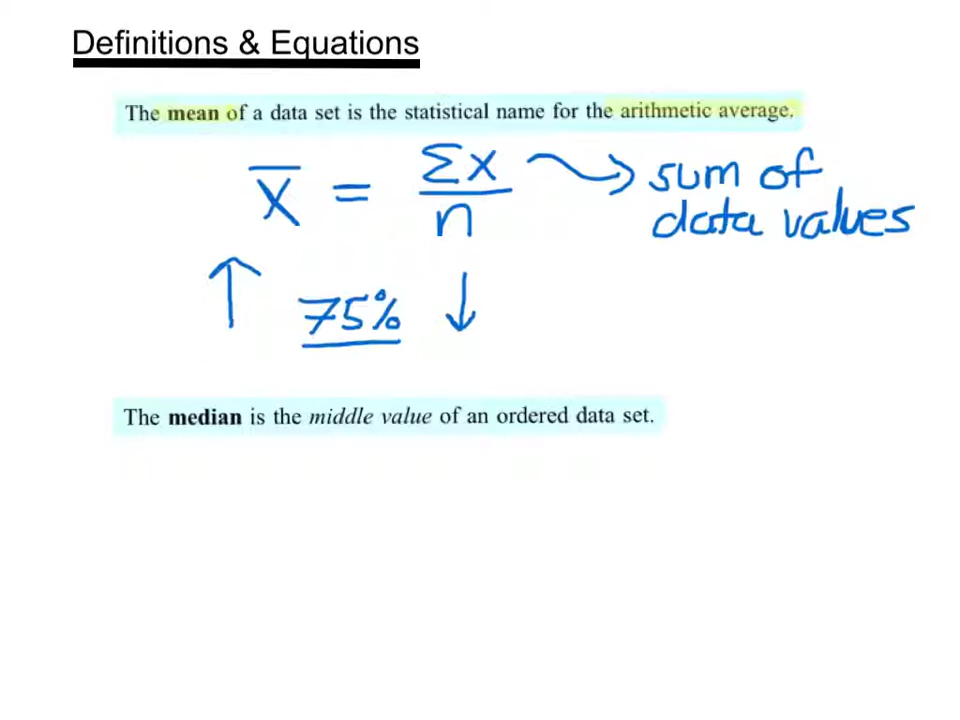 Definitions & Equations
The mean of a data set is the statistical name for the arithmetic average.
x̅ = Σx / n → sum of
data values
↑ 75% ↓
The median is the middle value of an ordered data set.